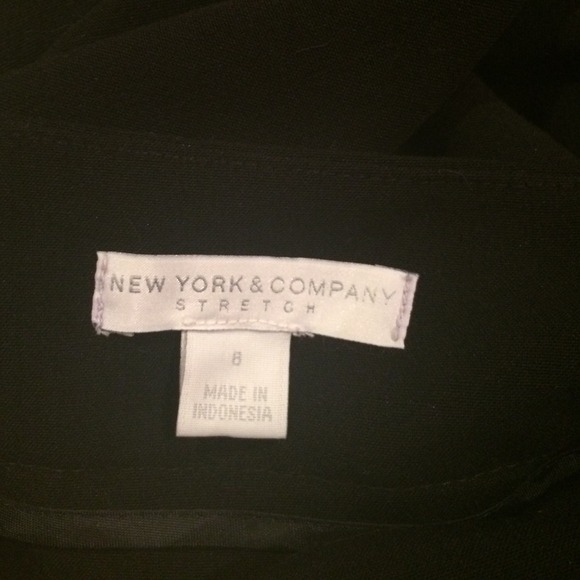 NEW YORK & COMPANY
STRETCH
8
MADE IN
INDONESIA